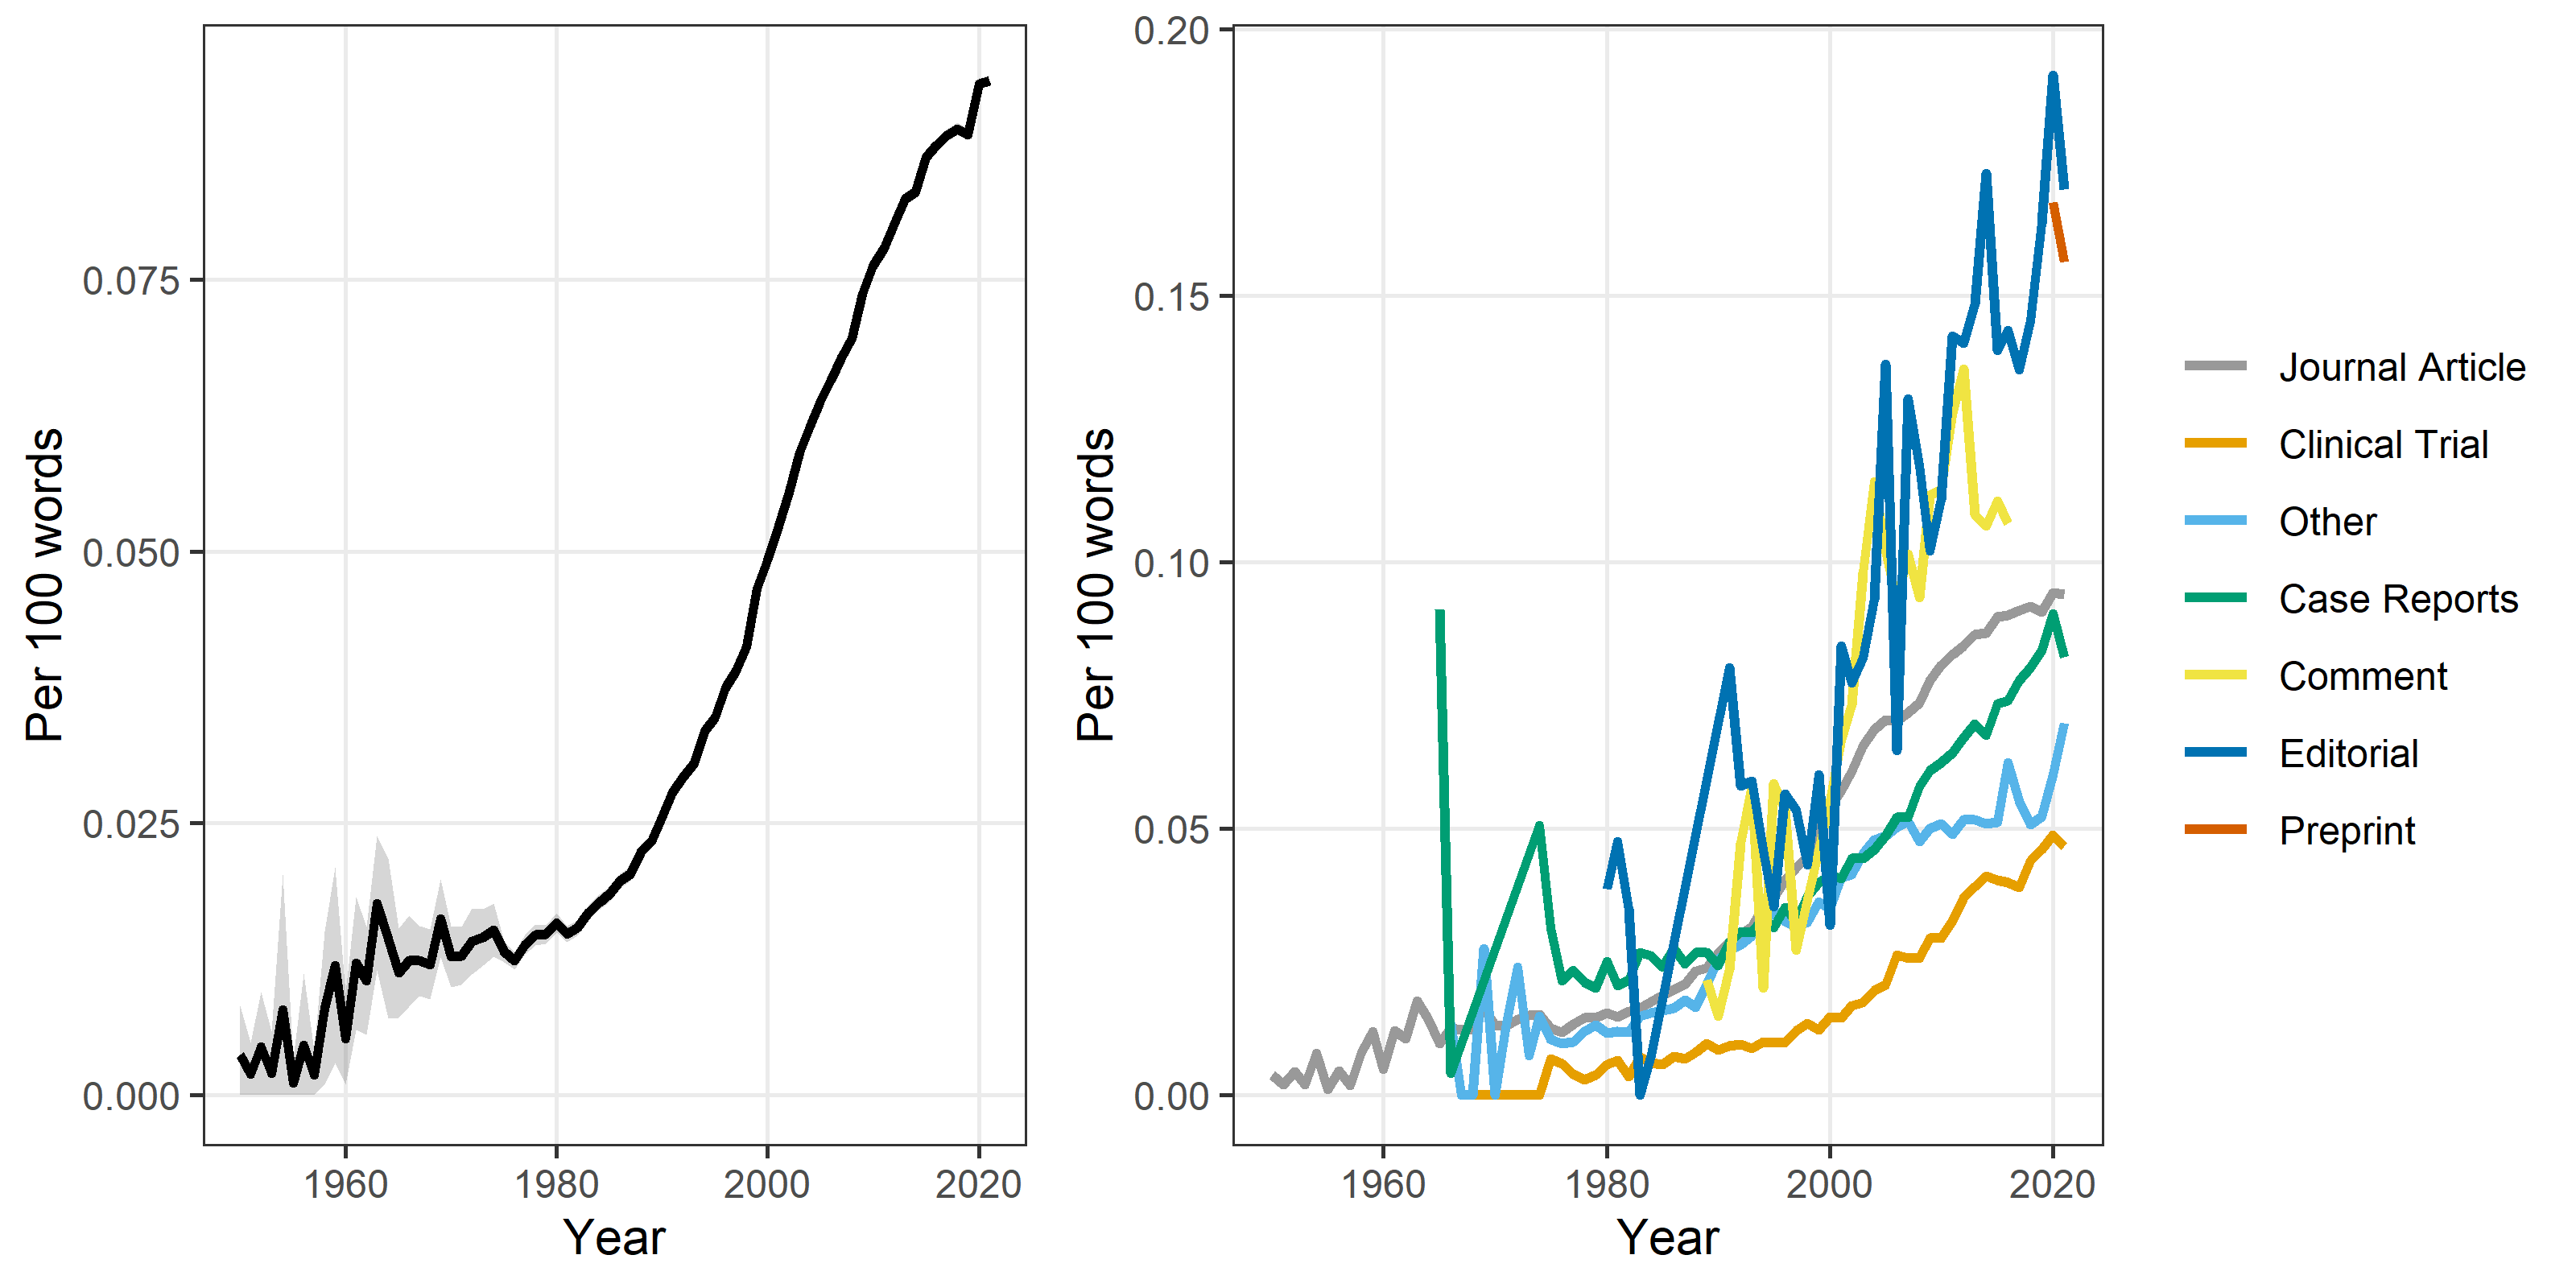 Per 100 words
0.075
0.050
0.025
0.000
1960 1980 2000 2020
Year
Per 100 words
0.20
0.15
0.10
0.05
0.00
1960 1980 2000 2020
Year
Journal Article
Clinical Trial
Other
Case Reports
Comment
Editorial
Preprint